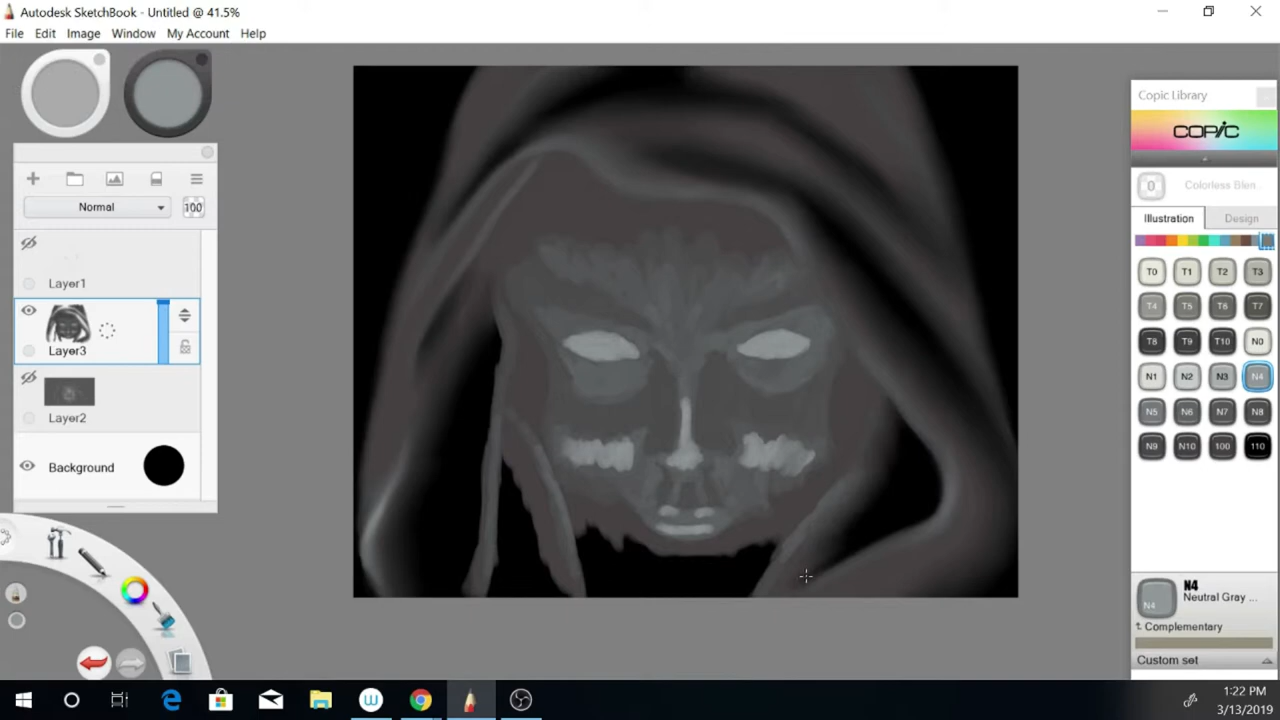 Autodesk SketchBook - Untitled @ 41.5%
File Edit Image Window My Account Help
Copic Library
COPIC
0 Colorless Blen
Illustration Design
Normal 100
Layer1
Layer3
Layer2
Background
T0 T1 T2 T3
T4 T5 T6 T7
T8 T9 T10 N0
N1 N2 N3 N4
N5 N6 N7 N8
N9 N10 100 110
N4
N4
Neutral Gray ...
Complementary
Custom set
1:22 PM
3/13/2019